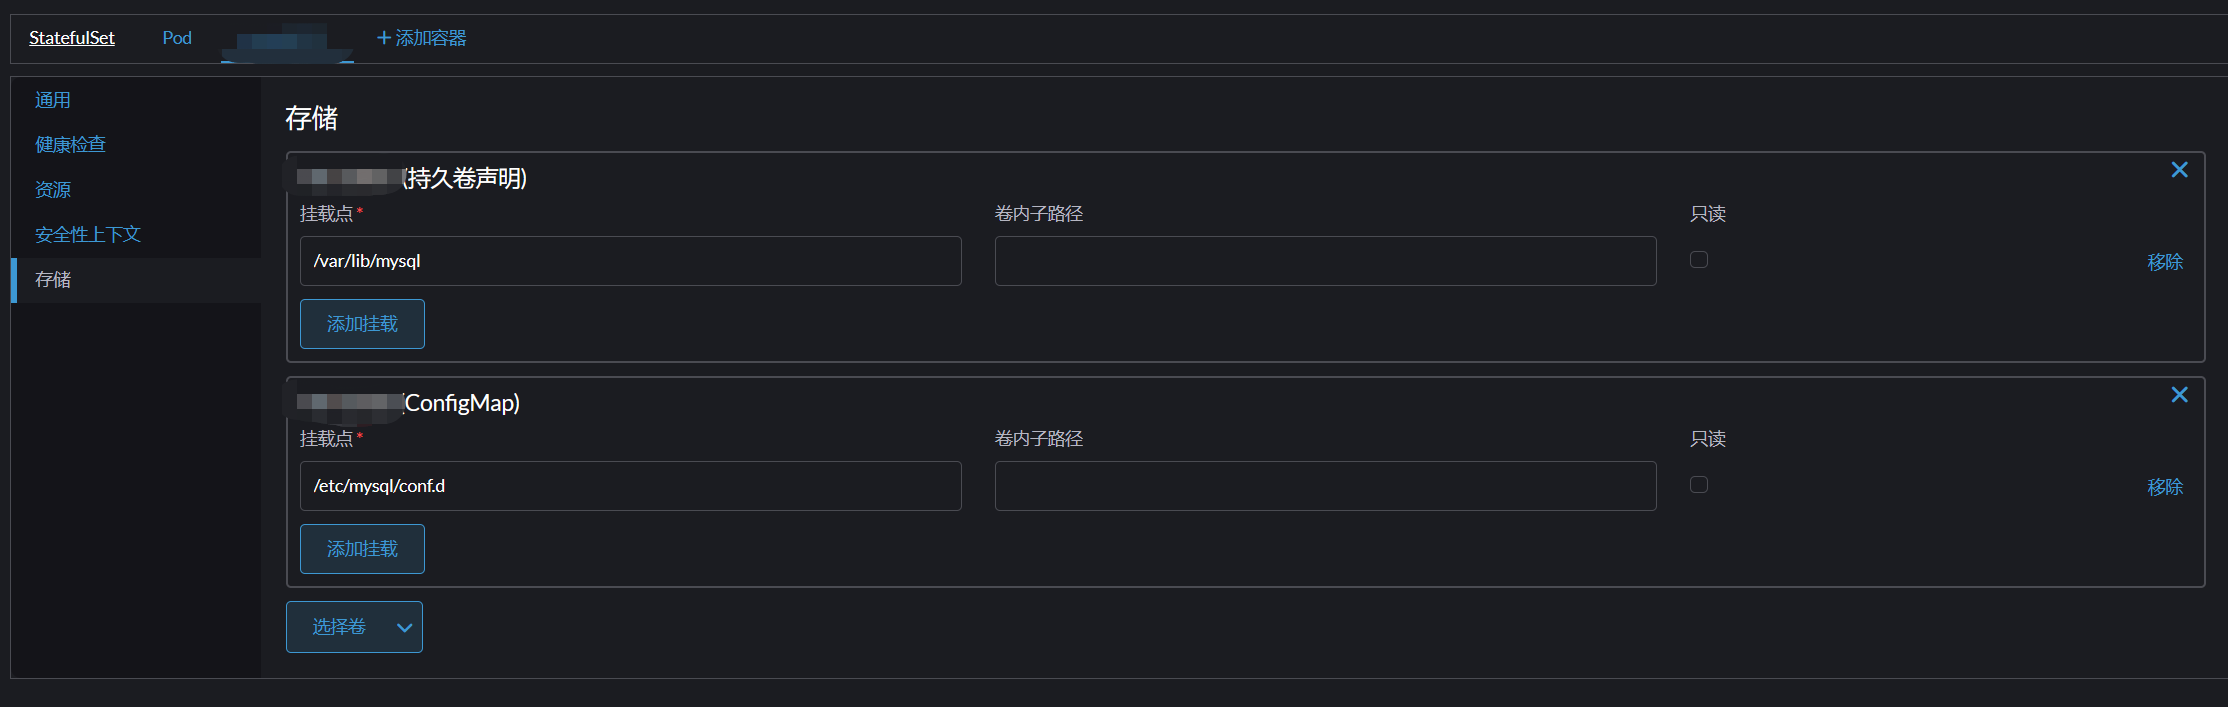 StatefulSet Pod + 添加容器
通用
健康检查
资源
安全性上下文
存储
存储
(持久卷声明)
挂载点* 卷内子路径 只读
/var/lib/mysql 移除
添加挂载
(ConfigMap)
挂载点* 卷内子路径 只读
/etc/mysql/conf.d 移除
添加挂载
选择卷